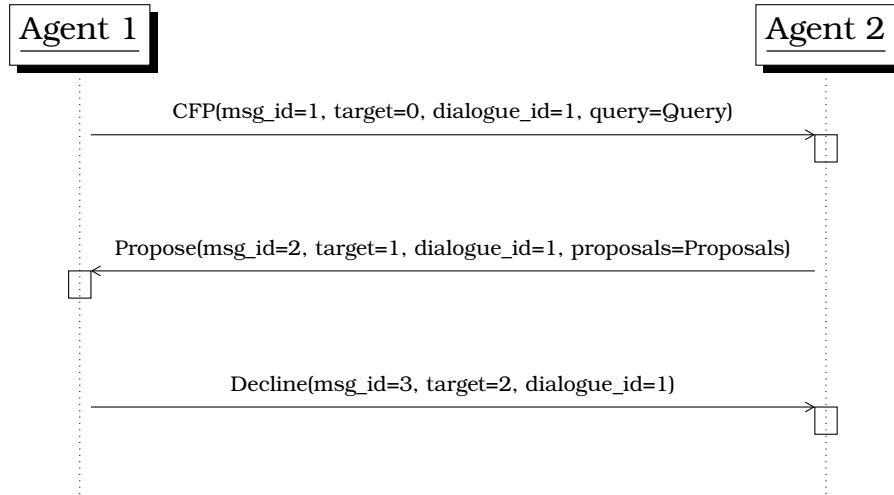 Agent 1
Agent 2
CFP(msg_id=1, target=0, dialogue_id=1, query=Query)
Propose(msg_id=2, target=1, dialogue_id=1, proposals=Proposals)
Decline(msg_id=3, target=2, dialogue_id=1)